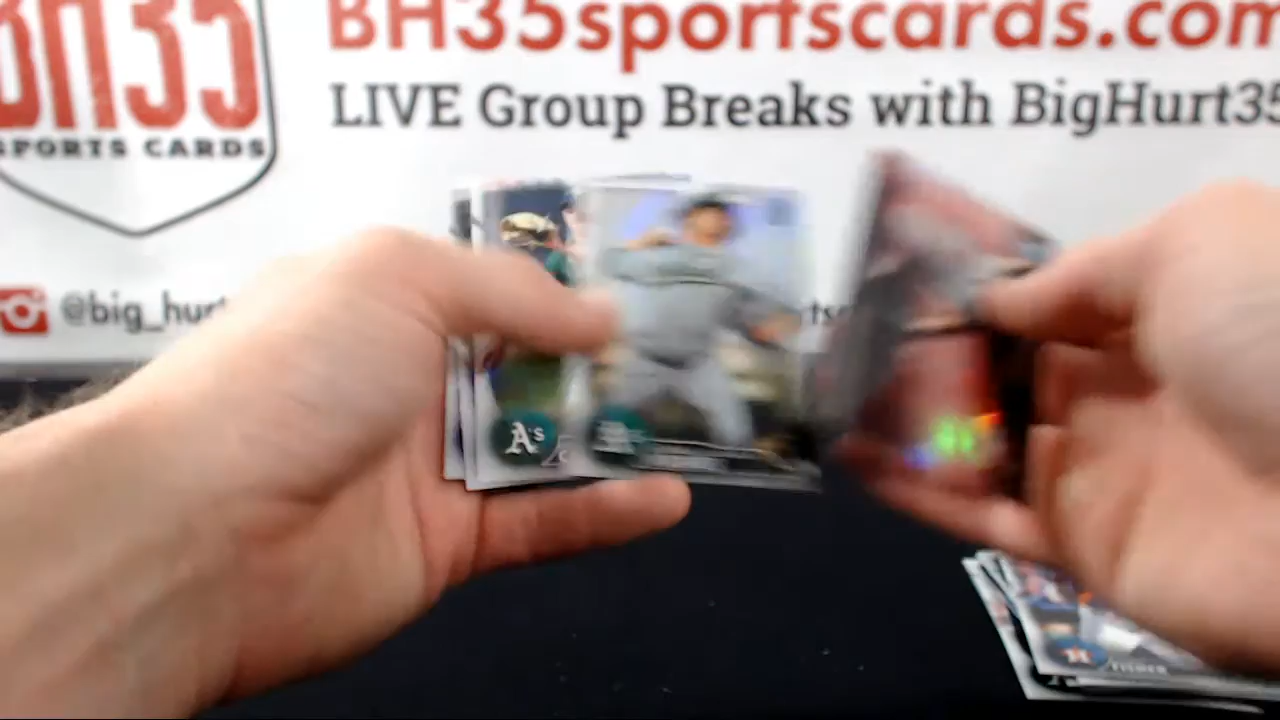 BH35
SPORTS CARDS
BH35sportscards.com
LIVE Group Breaks with BigHurt35
@big_hurt
A's